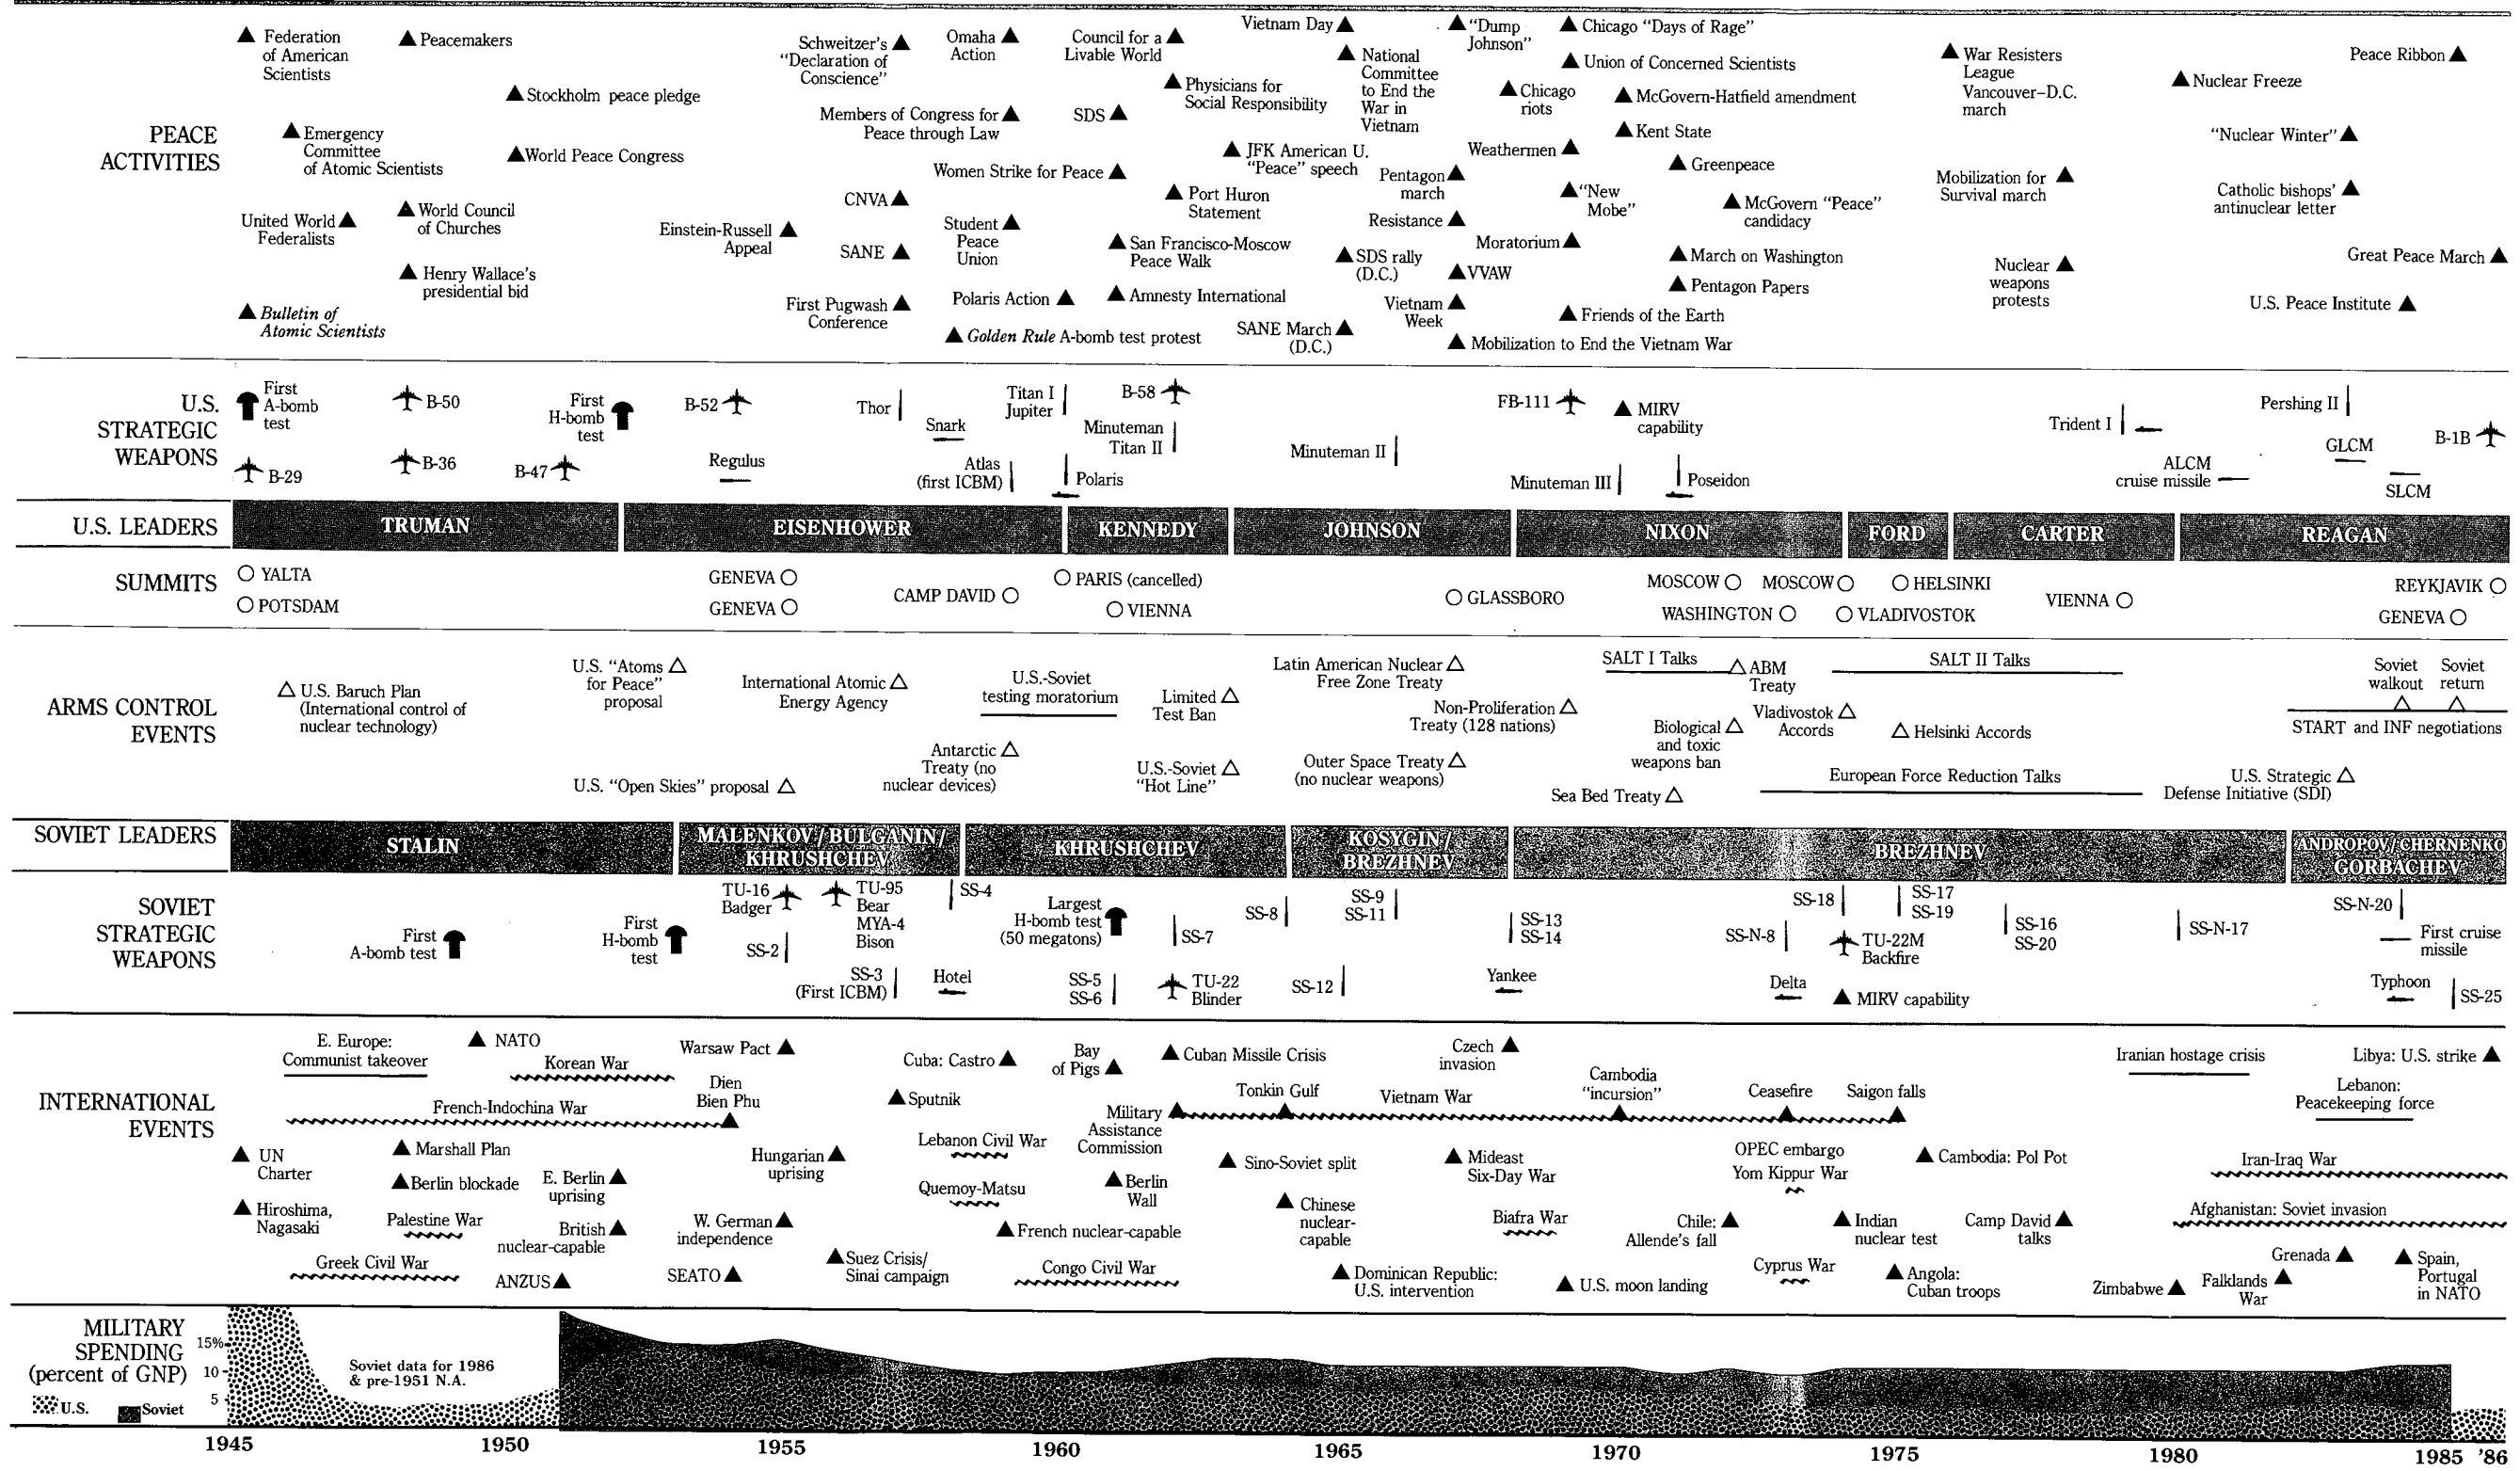 PEACE
ACTIVITIES
Federation
of American
Scientists
Peacemakers
Stockholm peace pledge
Emergency
Committee
of Atomic Scientists
World Peace Congress
United World
Federalists
World Council
of Churches
Henry Wallace's
presidential bid
Bulletin of
Atomic Scientists
Schweitzer's
"Declaration of
Conscience"
Omaha
Action
Council for a
Livable World
Members of Congress for
Peace through Law
SDS
Physicians for
Social Responsibility
Women Strike for Peace
JFK American U.
"Peace" speech
CNVA
Port Huron
Statement
Einstein-Russell
Appeal
Student
Peace
Union
SANE
San Francisco-Moscow
Peace Walk
First Pugwash
Conference
Polaris Action
Amnesty International
Golden Rule A-bomb test protest
Vietnam Day
National
Committee
to End the
War in
Vietnam
"Dump
Johnson"
Chicago "Days of Rage"
Union of Concerned Scientists
Chicago
riots
McGovern-Hatfield amendment
Kent State
Weathermen
Greenpeace
Pentagon
march
"New
Mobe"
McGovern "Peace"
candidacy
Resistance
Moratorium
SDS rally
(D.C.)
March on Washington
VVAW
Pentagon Papers
Vietnam
Week
Friends of the Earth
SANE March
(D.C.)
Mobilization to End the Vietnam War
War Resisters
League
Vancouver–D.C.
march
Peace Ribbon
Nuclear Freeze
"Nuclear Winter"
Mobilization for
Survival march
Catholic bishops'
antinuclear letter
Nuclear
weapons
protests
Great Peace March
U.S. Peace Institute
U.S.
STRATEGIC
WEAPONS
First
A-bomb
test
B-50
First
H-bomb
test
B-52
Thor
Titan I
Jupiter
B-58
Snark
Minuteman
Titan II
Minuteman II
FB-111
MIRV
capability
Trident I
Pershing II
B-1B
GLCM
B-29
B-36
B-47
Regulus
Atlas
(first ICBM)
Polaris
Minuteman III
Poseidon
ALCM
cruise missile
SLCM
U.S. LEADERS
TRUMAN
EISENHOWER
KENNEDY
JOHNSON
NIXON
FORD
CARTER
REAGAN
SUMMITS
YALTA
POTSDAM
GENEVA
GENEVA
CAMP DAVID
PARIS (cancelled)
VIENNA
GLASSBORO
MOSCOW
MOSCOW
HELSINKI
WASHINGTON
VLADIVOSTOK
VIENNA
REYKJAVIK
GENEVA
ARMS CONTROL
EVENTS
U.S. Baruch Plan
(International control of
nuclear technology)
U.S. "Atoms
for Peace"
proposal
International Atomic
Energy Agency
U.S.-Soviet
testing moratorium
Limited
Test Ban
Antarctic
Treaty (no
nuclear devices)
U.S.-Soviet
"Hot Line"
U.S. "Open Skies" proposal
Latin American Nuclear
Free Zone Treaty
Non-Proliferation
Treaty (128 nations)
Outer Space Treaty
(no nuclear weapons)
SALT I Talks
ABM
Treaty
SALT II Talks
Vladivostok
Accords
Biological
and toxic
weapons ban
Helsinki Accords
European Force Reduction Talks
Sea Bed Treaty
Soviet
walkout
Soviet
return
START and INF negotiations
U.S. Strategic
Defense Initiative (SDI)
SOVIET LEADERS
STALIN
MALENKOV/BULGANIN/
KHRUSHCHEV
KHRUSHCHEV
KOSYGIN/
BREZHNEV
BREZHNEV
ANDROPOV/CHERNENKO
GORBACHEV
SOVIET
STRATEGIC
WEAPONS
First
A-bomb test
First
H-bomb
test
TU-16
Badger
TU-95
Bear
MYA-4
Bison
SS-4
SS-2
SS-3
(First ICBM)
Hotel
Largest
H-bomb test
(50 megatons)
SS-7
SS-8
SS-5
SS-6
TU-22
Blinder
SS-9
SS-11
SS-12
SS-13
SS-14
Yankee
SS-N-8
Delta
SS-18
SS-17
SS-19
TU-22M
Backfire
MIRV capability
SS-16
SS-20
SS-N-17
SS-N-20
First cruise
missile
Typhoon
SS-25
INTERNATIONAL
EVENTS
E. Europe:
Communist takeover
NATO
Korean War
Warsaw Pact
Dien
Bien Phu
French-Indochina War
UN
Charter
Marshall Plan
Berlin blockade
E. Berlin
uprising
Hiroshima,
Nagasaki
Palestine War
British
nuclear-capable
Greek Civil War
ANZUS
SEATO
W. German
independence
Hungarian
uprising
Suez Crisis/
Sinai campaign
Cuba: Castro
Sputnik
Lebanon Civil War
Quemoy-Matsu
French nuclear-capable
Congo Civil War
Bay
of Pigs
Cuban Missile Crisis
Military
Assistance
Commission
Tonkin Gulf
Vietnam War
Berlin
Wall
Sino-Soviet split
Chinese
nuclear-
capable
Dominican Republic:
U.S. intervention
Czech
invasion
Mideast
Six-Day War
Biafra War
U.S. moon landing
Cambodia
"incursion"
Ceasefire
Saigon falls
OPEC embargo
Yom Kippur War
Chile:
Allende's fall
Cyprus War
Cambodia: Pol Pot
Indian
nuclear test
Angola:
Cuban troops
Camp David
talks
Iranian hostage crisis
Libya: U.S. strike
Lebanon:
Peacekeeping force
Iran-Iraq War
Afghanistan: Soviet invasion
Zimbabwe
Falklands
War
Grenada
Spain,
Portugal
in NATO
MILITARY
SPENDING
(percent of GNP)
U.S.
Soviet
15%
10
5
Soviet data for 1986
& pre-1951 N.A.
1945
1950
1955
1960
1965
1970
1975
1980
1985
'86